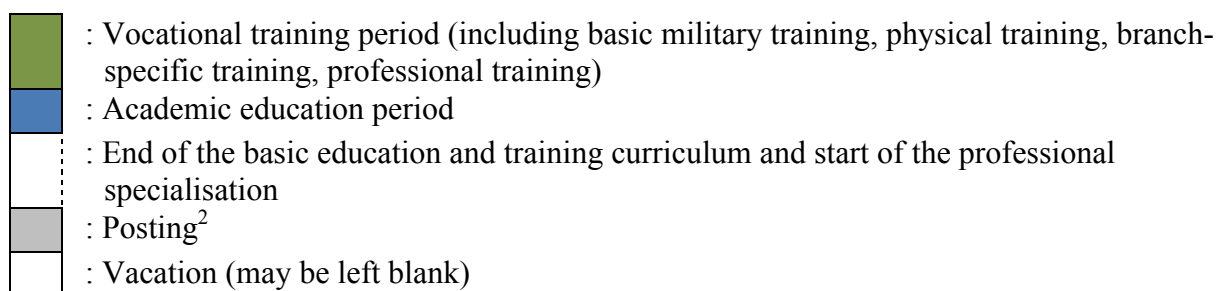 : Vocational training period (including basic military training, physical training, branch-
specific training, professional training)
: Academic education period
: End of the basic education and training curriculum and start of the professional
specialisation
: Posting2
: Vacation (may be left blank)